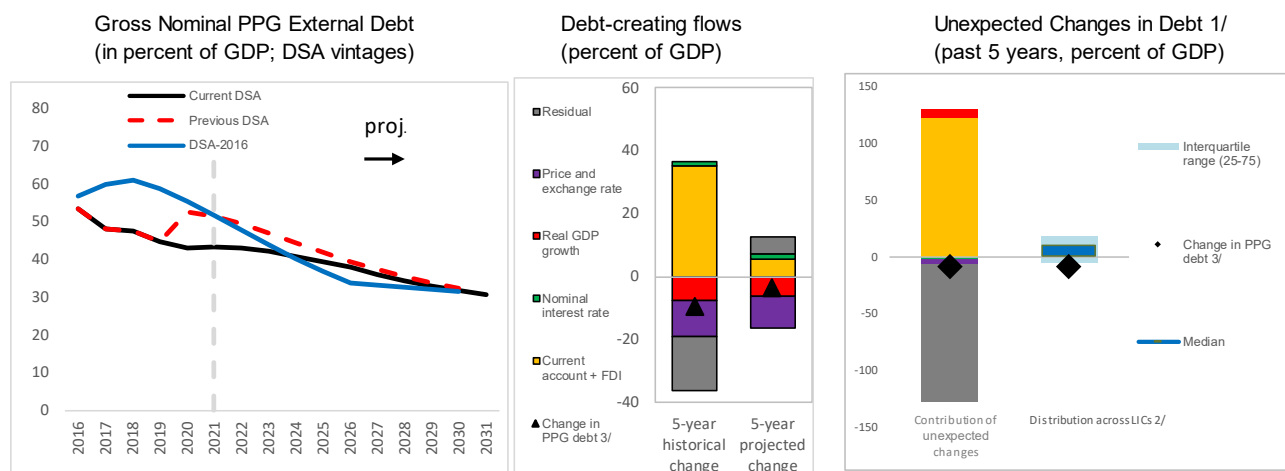 Gross Nominal PPG External Debt
(in percent of GDP; DSA vintages)
Current DSA
Previous DSA
DSA-2016
proj.
80
70
60
50
40
30
20
10
0
2016
2017
2018
2019
2020
2021
2022
2023
2024
2025
2026
2027
2028
2029
2030
2031
Debt-creating flows
(percent of GDP)
Residual
Price and
exchange rate
Real GDP
growth
Nominal
interest rate
Current
account + FDI
Change in
PPG debt 3/
60
40
20
0
-20
-40
5-year
historical
change
5-year
projected
change
Unexpected Changes in Debt 1/
(past 5 years, percent of GDP)
150
100
50
0
-50
-100
-150
Contribution of
unexpected
changes
Distribution across LICs 2/
Interquartile
range (25-75)
Change in PPG
debt 3/
Median